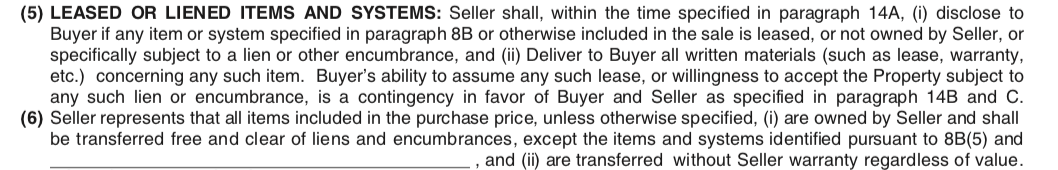 (5) LEASED OR LIENED ITEMS AND SYSTEMS: Seller shall, within the time specified in paragraph 14A, (i) disclose to
Buyer if any item or system specified in paragraph 8B or otherwise included in the sale is leased, or not owned by Seller, or
specifically subject to a lien or other encumbrance, and (ii) Deliver to Buyer all written materials (such as lease, warranty,
etc.) concerning any such item. Buyer's ability to assume any such lease, or willingness to accept the Property subject to
any such lien or encumbrance, is a contingency in favor of Buyer and Seller as specified in paragraph 14B and C.
(6) Seller represents that all items included in the purchase price, unless otherwise specified, (i) are owned by Seller and shall
be transferred free and clear of liens and encumbrances, except the items and systems identified pursuant to 8B(5) and
, and (ii) are transferred without Seller warranty regardless of value.